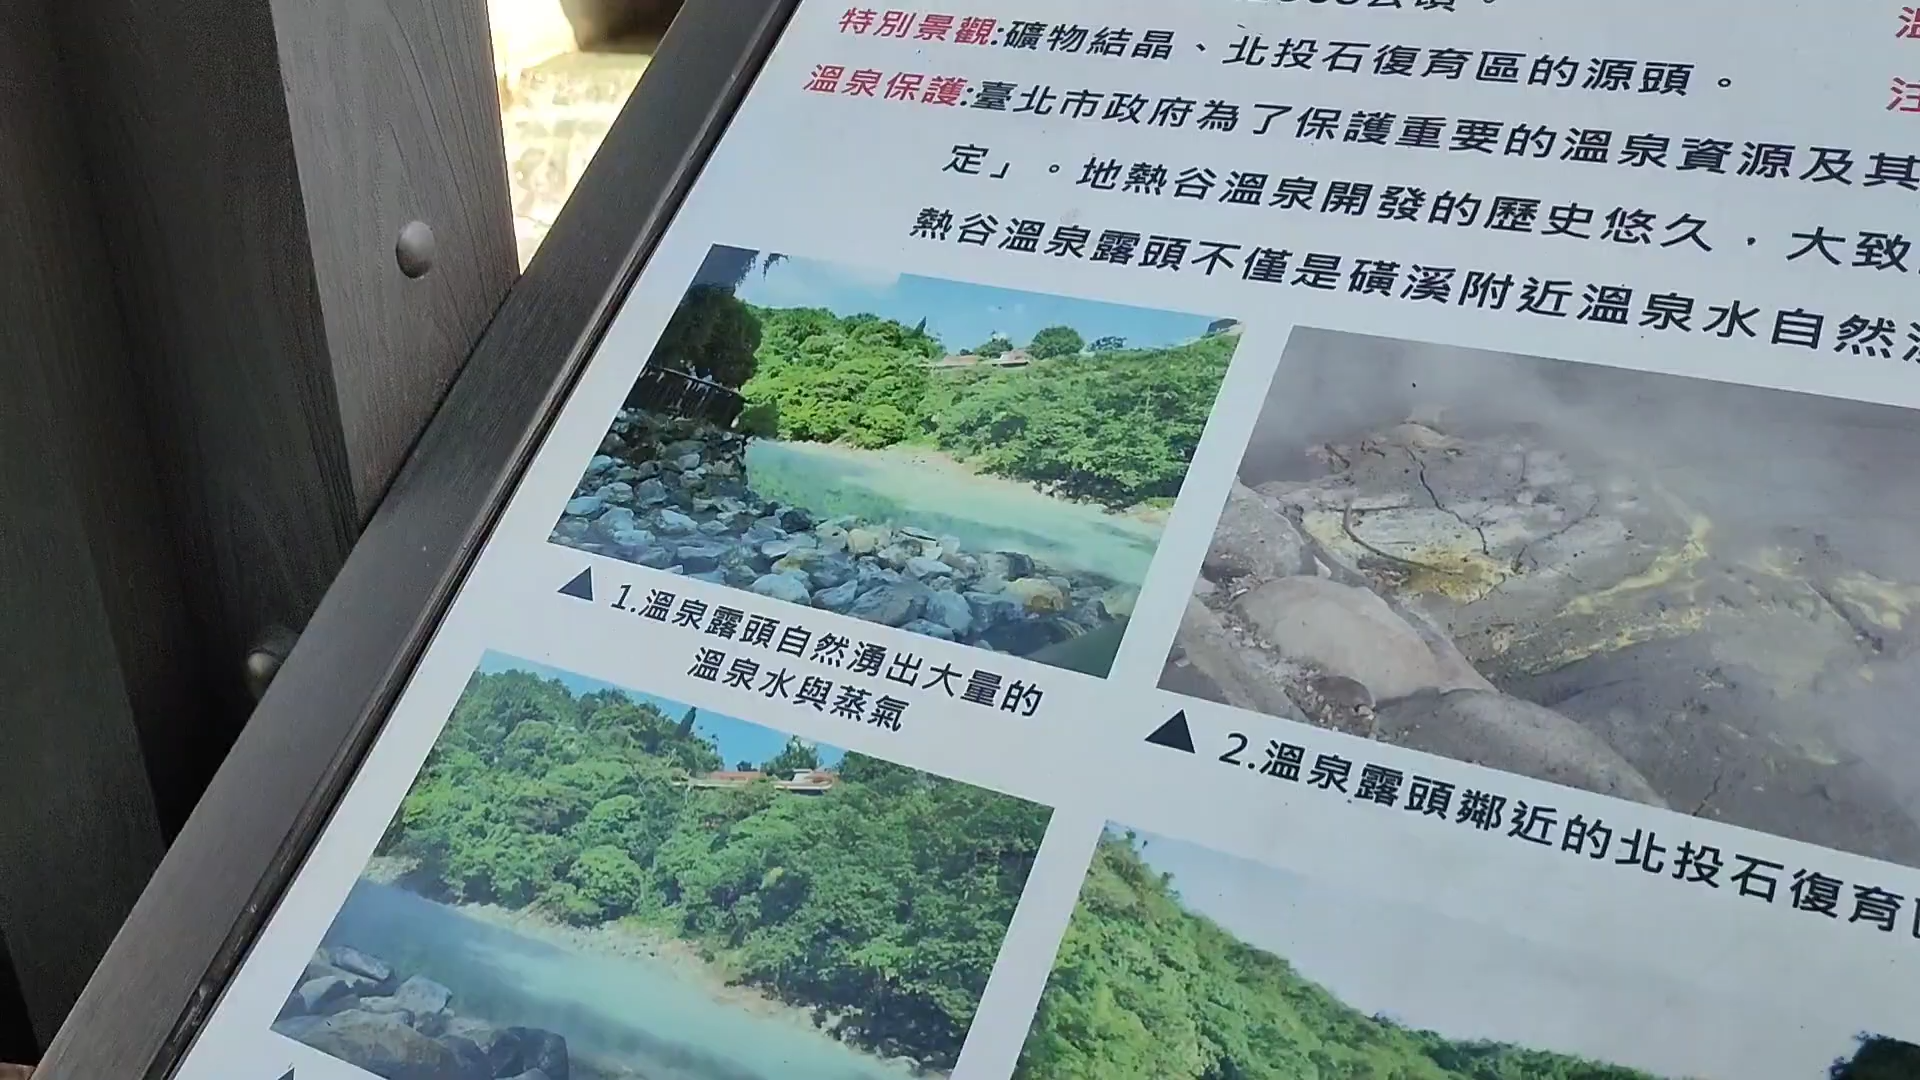 特別景觀:礦物結晶、北投石復育區的源頭。
溫泉保護:臺北市政府為了保護重要的溫泉資源及其
定」。地熱谷溫泉開發的歷史悠久,大致
熱谷溫泉露頭不僅是磺溪附近溫泉水自然
▲ 1.溫泉露頭自然湧出大量的
溫泉水與蒸氣
▲ 2.溫泉露頭鄰近的北投石復育